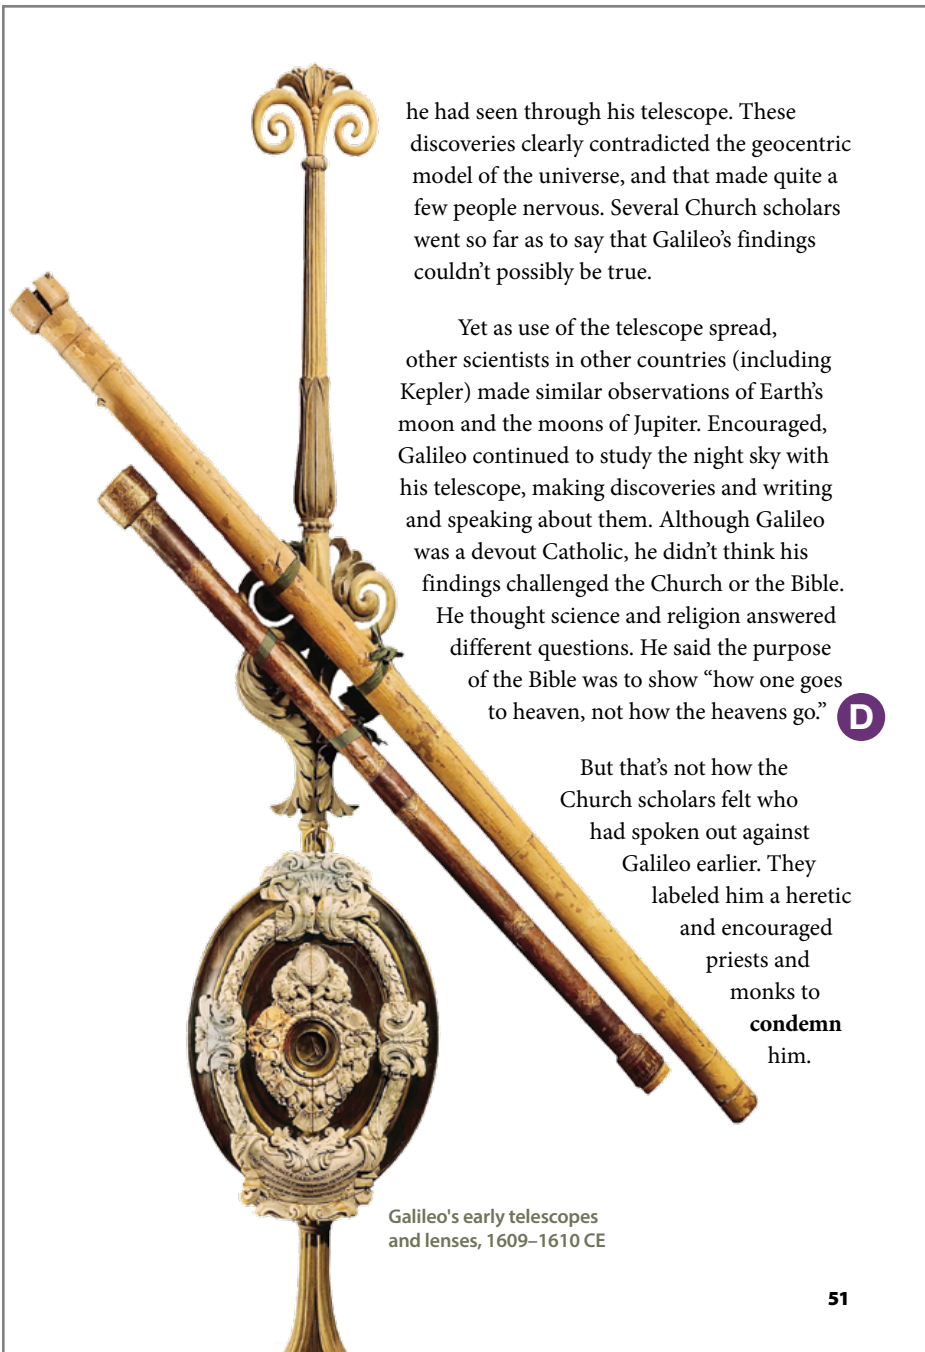 he had seen through his telescope. These
discoveries clearly contradicted the geocentric
model of the universe, and that made quite a
few people nervous. Several Church scholars
went so far as to say that Galileo’s findings
couldn’t possibly be true.
Yet as use of the telescope spread,
other scientists in other countries (including
Kepler) made similar observations of Earth’s
moon and the moons of Jupiter. Encouraged,
Galileo continued to study the night sky with
his telescope, making discoveries and writing
and speaking about them. Although Galileo
was a devout Catholic, he didn’t think his
findings challenged the Church or the Bible.
He thought science and religion answered
different questions. He said the purpose
of the Bible was to show “how one goes
to heaven, not how the heavens go.”
D
But that’s not how the
Church scholars felt who
had spoken out against
Galileo earlier. They
labeled him a heretic
and encouraged
priests and
monks to
condemn
him.
Galileo's early telescopes
and lenses, 1609–1610 CE
51